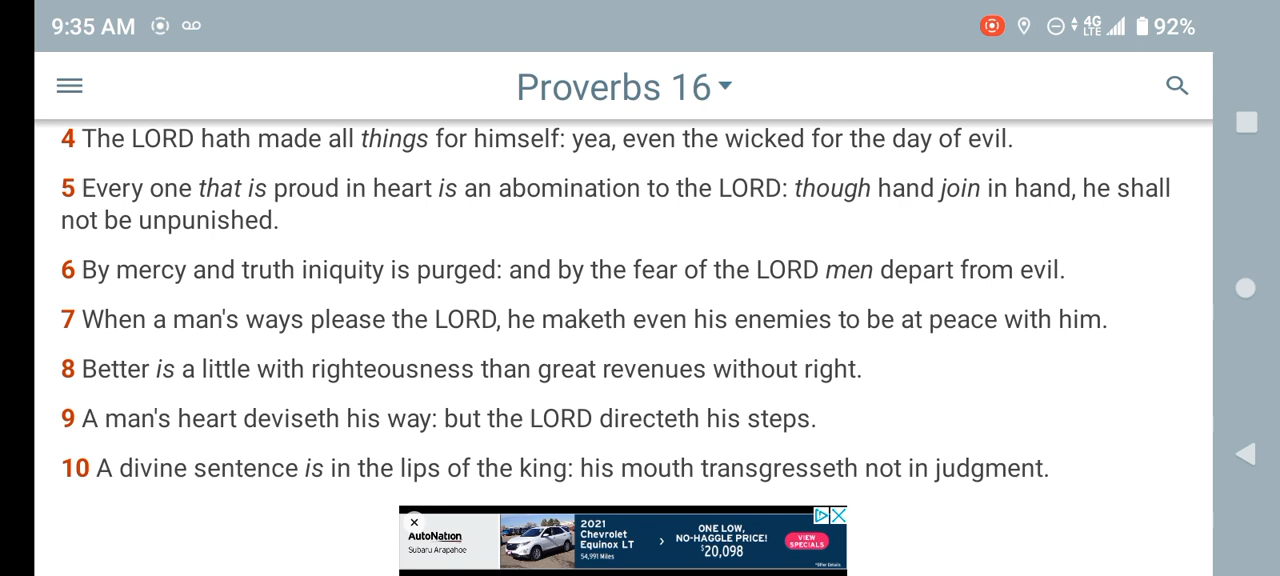 9:35 AM 4G LTE 92%
Proverbs 16
4 The LORD hath made all things for himself: yea, even the wicked for the day of evil.
5 Every one that is proud in heart is an abomination to the LORD: though hand join in hand, he shall
not be unpunished.
6 By mercy and truth iniquity is purged: and by the fear of the LORD men depart from evil.
7 When a man's ways please the LORD, he maketh even his enemies to be at peace with him.
8 Better is a little with righteousness than great revenues without right.
9 A man's heart deviseth his way: but the LORD directeth his steps.
10 A divine sentence is in the lips of the king: his mouth transgresseth not in judgment.
AutoNation
Subaru Arapahoe
2021
Chevrolet
Equinox LT
54,991 Miles
ONE LOW,
NO-HAGGLE PRICE!
$20,098
VIEW
SPECIALS
*Offer Details